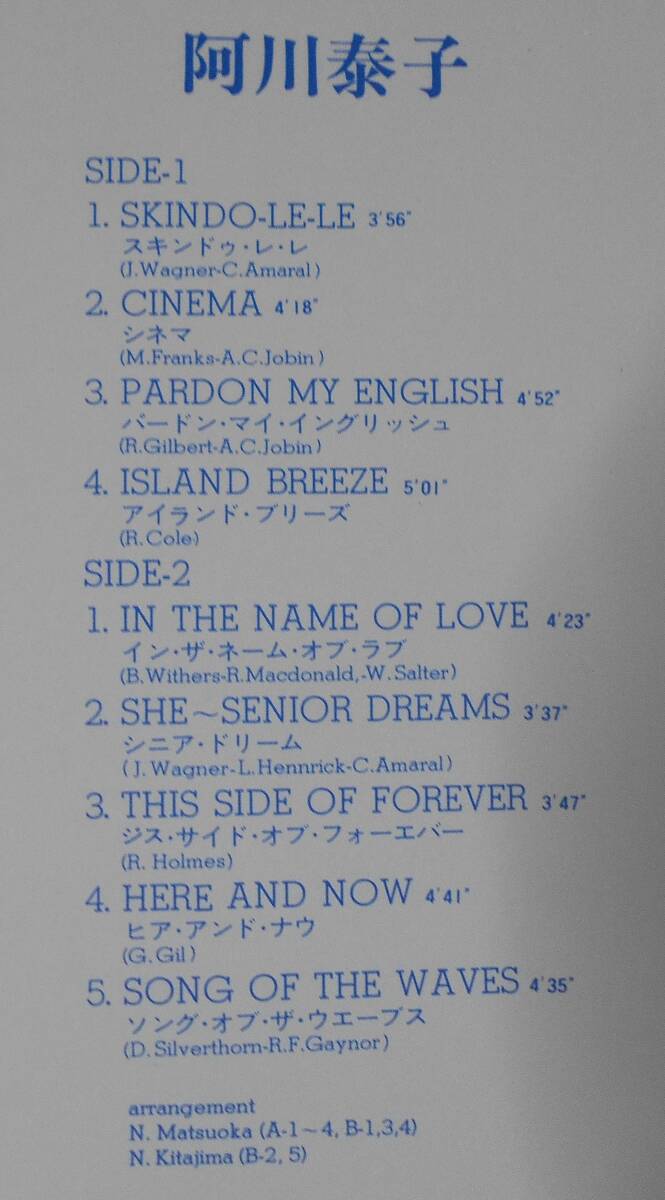 阿川泰子
SIDE-1
1. SKINDO-LE-LE 3'56"
スキンドゥ・レ・レ
(J.Wagner-C.Amaral)
2. CINEMA 4'18"
シネマ
(M.Franks-A.C.Jobin)
3. PARDON MY ENGLISH 4'52"
パードン・マイ・イングリッシュ
(R.Gilbert-A.C.Jobin)
4. ISLAND BREEZE 5'01"
アイランド・ブリーズ
(R.Cole)
SIDE-2
1. IN THE NAME OF LOVE 4'23"
イン・ザ・ネーム・オブ・ラブ
(B.Withers-R.Macdonald,-W.Salter)
2. SHE~SENIOR DREAMS 3'37"
シニア・ドリーム
(J.Wagner-L.Hennrick-C.Amaral)
3. THIS SIDE OF FOREVER 3'47"
ジス・サイド・オブ・フォーエバー
(R. Holmes)
4. HERE AND NOW 4'41"
ヒア・アンド・ナウ
(G.Gil)
5. SONG OF THE WAVES 4'35"
ソング・オブ・ザ・ウエーブス
(D.Silverthorn-R.F.Gaynor)
arrangement
N. Matsuoka (A-1~4, B-1,3,4)
N. Kitajima (B-2, 5)